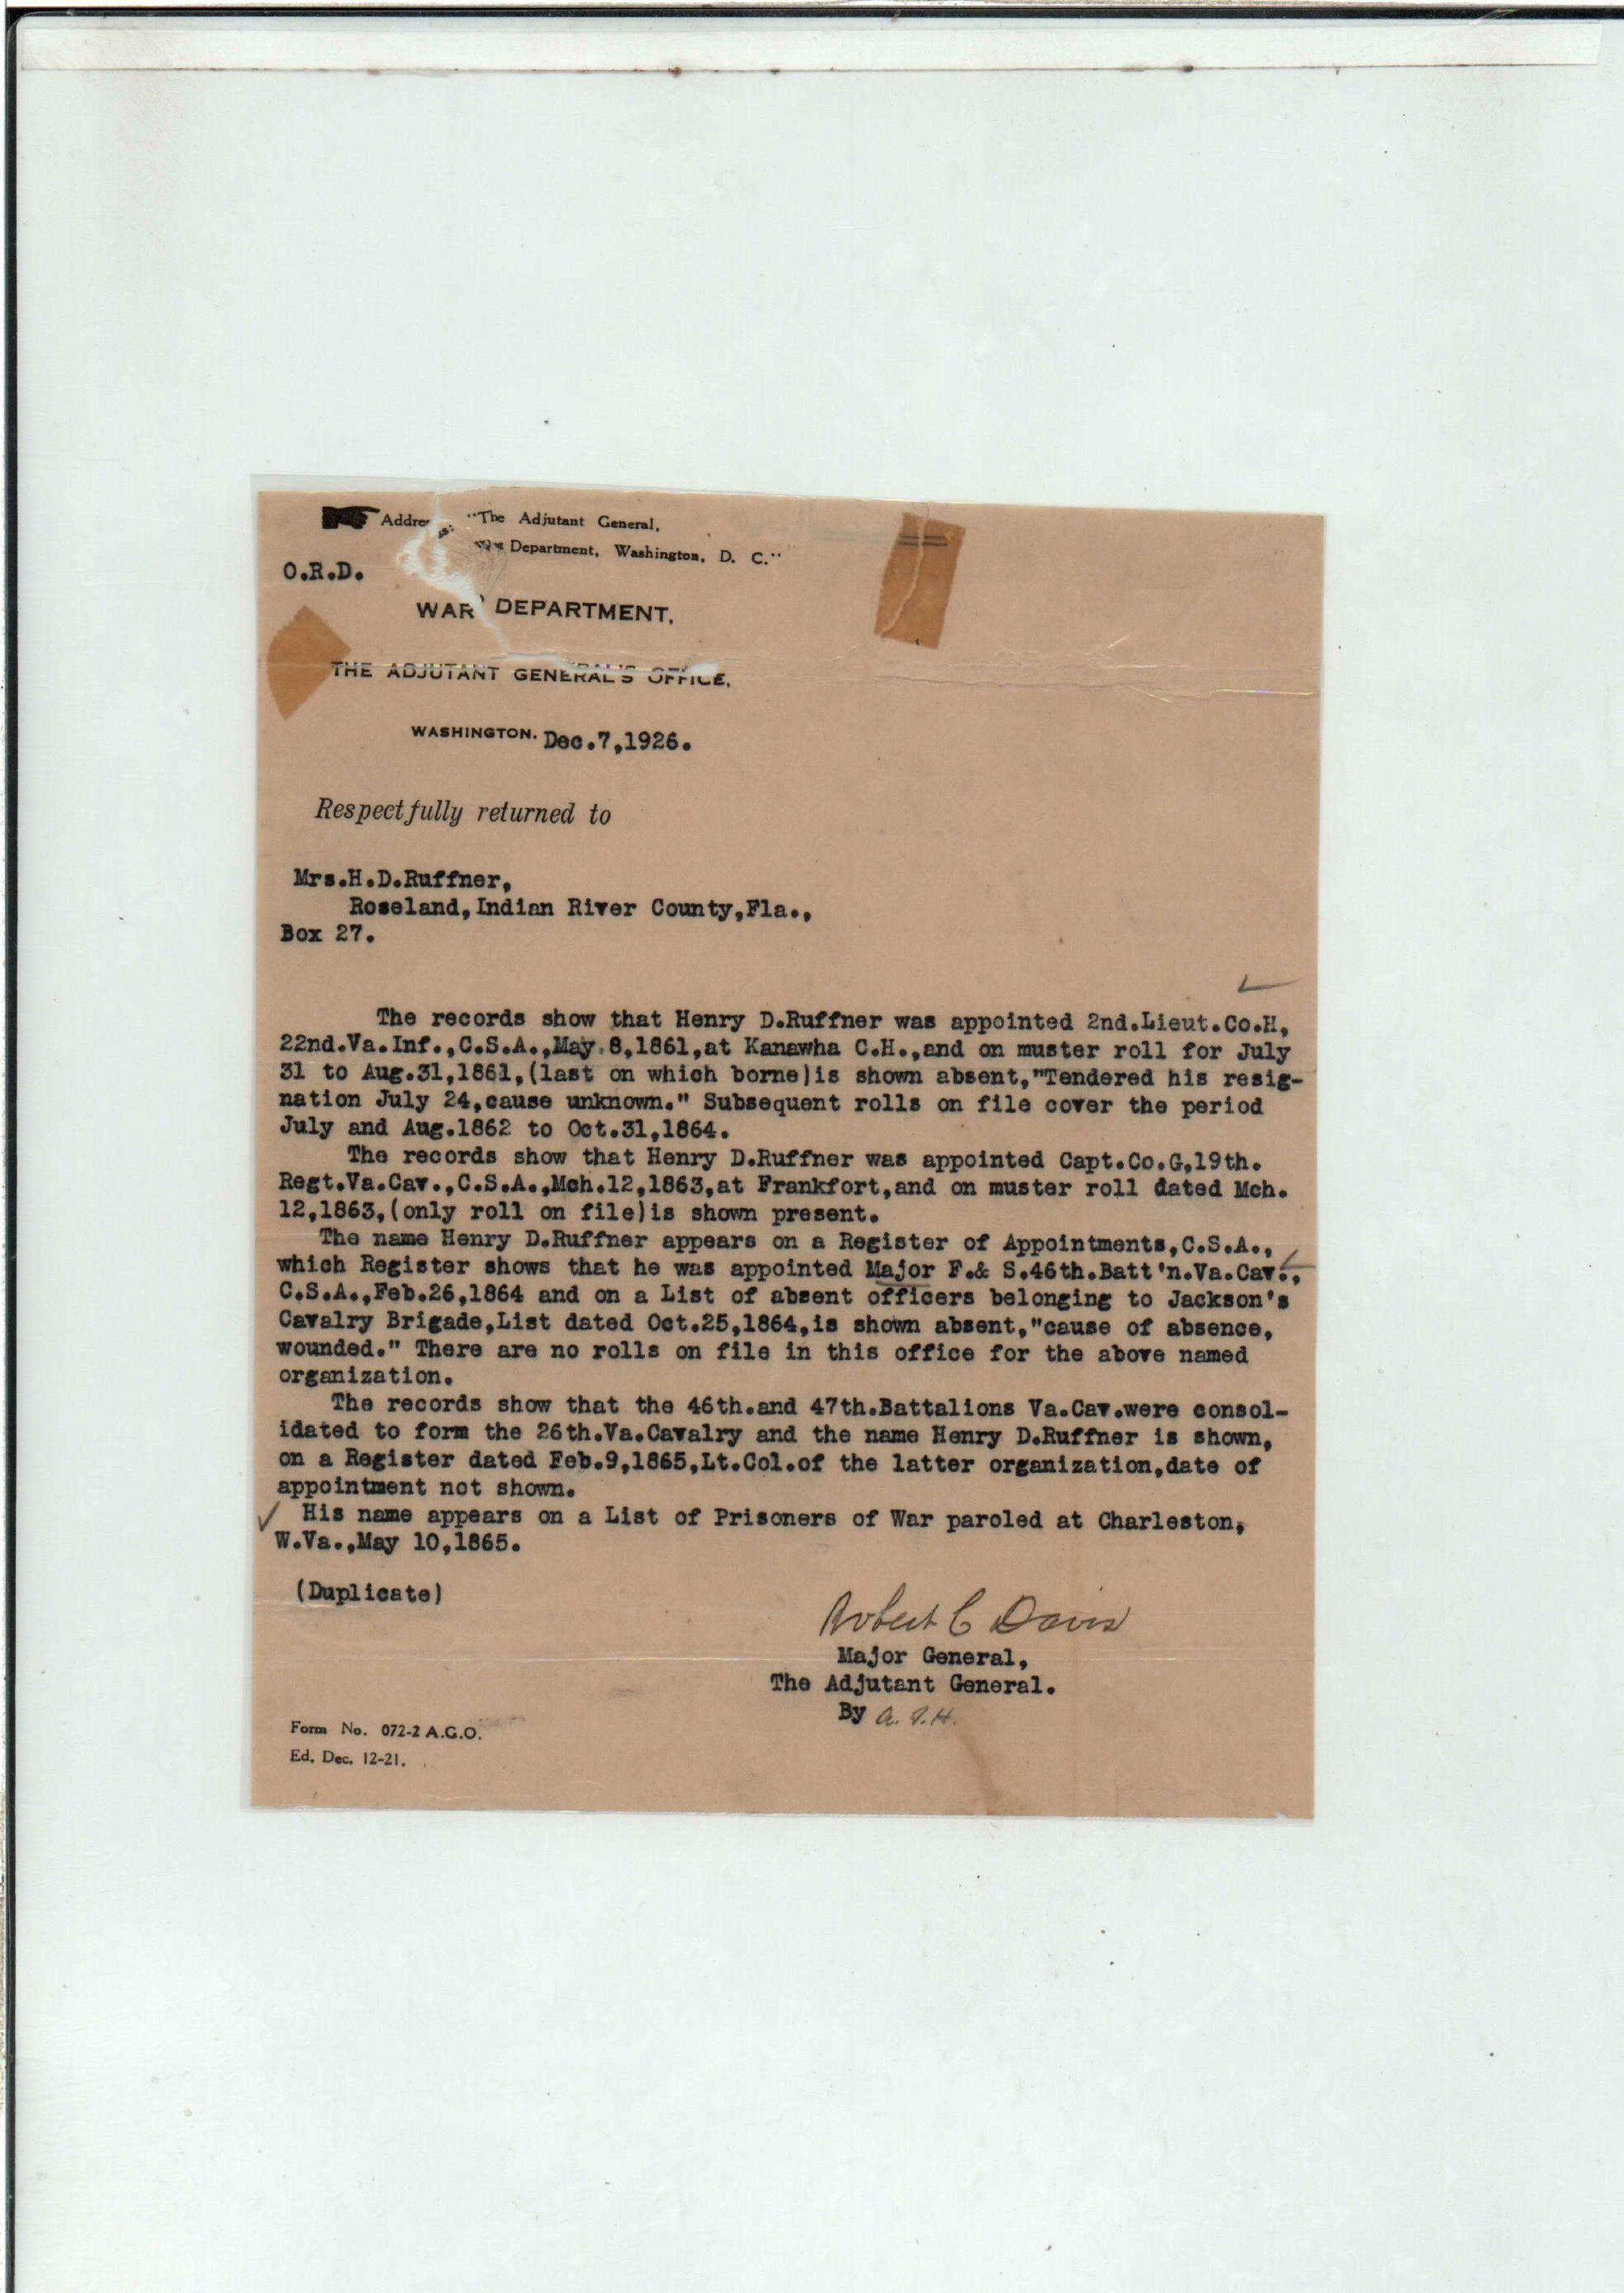 Address: "The Adjutant General,
War Department, Washington, D. C."
O.R.D.
WAR DEPARTMENT,
THE ADJUTANT GENERAL'S OFFICE,
WASHINGTON. Dec.7,1926.
Respectfully returned to
Mrs.H.D.Ruffner,
Roseland,Indian River County,Fla.,
Box 27.
The records show that Henry D.Ruffner was appointed 2nd.Lieut.Co.H,
22nd.Va.Inf.,C.S.A.,May 8,1861,at Kanawha C.H.,and on muster roll for July
31 to Aug.31,1861,(last on which borne)is shown absent,"Tendered his resig-
nation July 24,cause unknown." Subsequent rolls on file cover the period
July and Aug.1862 to Oct.31,1864.
The records show that Henry D.Ruffner was appointed Capt.Co.G,19th.
Regt.Va.Cav.,C.S.A.,Mch.12,1863,at Frankfort,and on muster roll dated Mch.
12,1863,(only roll on file)is shown present.
The name Henry D.Ruffner appears on a Register of Appointments,C.S.A.,
which Register shows that he was appointed Major F.& S.46th.Batt'n.Va.Cav.,
C.S.A.,Feb.26,1864 and on a List of absent officers belonging to Jackson's
Cavalry Brigade,List dated Oct.25,1864,is shown absent,"cause of absence,
wounded." There are no rolls on file in this office for the above named
organization.
The records show that the 46th.and 47th.Battalions Va.Cav.were consol-
idated to form the 26th.Va.Cavalry and the name Henry D.Ruffner is shown,
on a Register dated Feb.9,1865,Lt.Col.of the latter organization,date of
appointment not shown.
His name appears on a List of Prisoners of War paroled at Charleston,
W.Va.,May 10,1865.
(Duplicate)
Robert C Davis
Major General,
The Adjutant General.
By
Form No. 072-2 A.G.O.
Ed. Dec. 12-21.